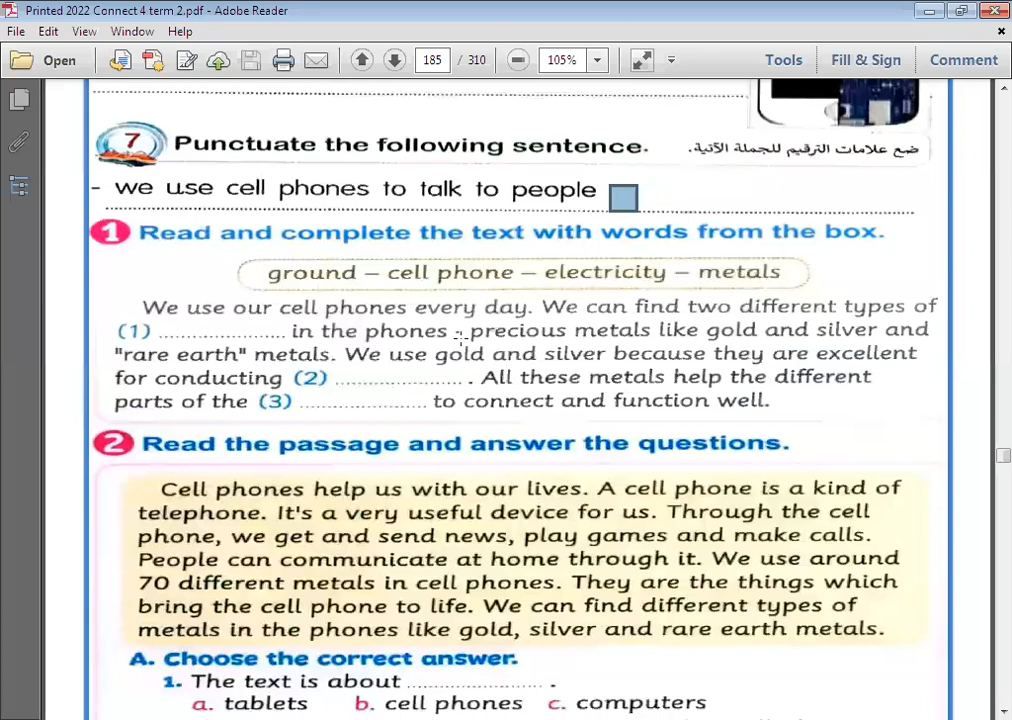 Printed 2022 Connect 4 term 2.pdf - Adobe Reader
File Edit View Window Help
Open 185 / 310 105% Tools Fill & Sign Comment
7 Punctuate the following sentence. ضع علامات الترقيم للجملة الآتية.
- we use cell phones to talk to people
1 Read and complete the text with words from the box.
ground – cell phone – electricity – metals
We use our cell phones every day. We can find two different types of
(1) ........................ in the phones - precious metals like gold and silver and
"rare earth" metals. We use gold and silver because they are excellent
for conducting (2) ........................ . All these metals help the different
parts of the (3) ........................ to connect and function well.
2 Read the passage and answer the questions.
Cell phones help us with our lives. A cell phone is a kind of
telephone. It's a very useful device for us. Through the cell
phone, we get and send news, play games and make calls.
People can communicate at home through it. We use around
70 different metals in cell phones. They are the things which
bring the cell phone to life. We can find different types of
metals in the phones like gold, silver and rare earth metals.
A. Choose the correct answer.
1. The text is about ........................ .
a. tablets b. cell phones c. computers